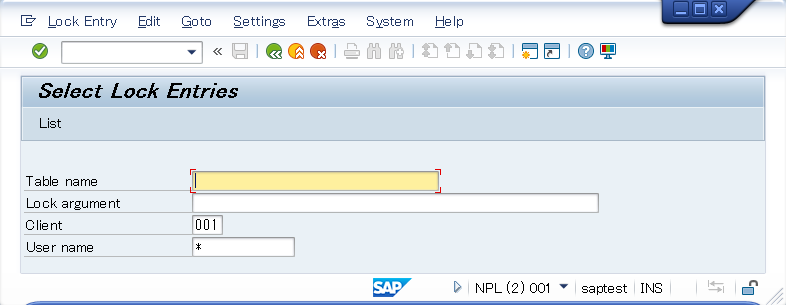 Lock Entry Edit Goto Settings Extras System Help
Select Lock Entries
List
Table name
Lock argument
Client 001
User name *
SAP NPL (2) 001 saptest INS